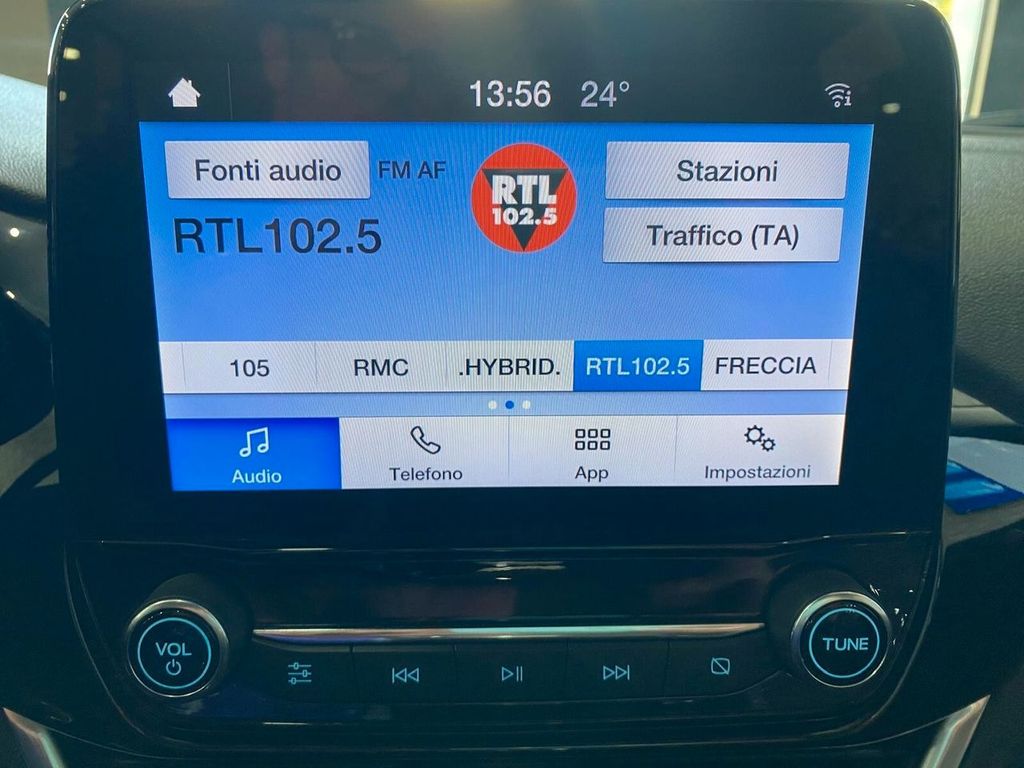 13:56 24°
Fonti audio
FM AF
RTL
102.5
Stazioni
RTL102.5
Traffico (TA)
105
RMC
.HYBRID.
RTL102.5
FRECCIA
Audio
Telefono
App
Impostazioni
VOL
TUNE